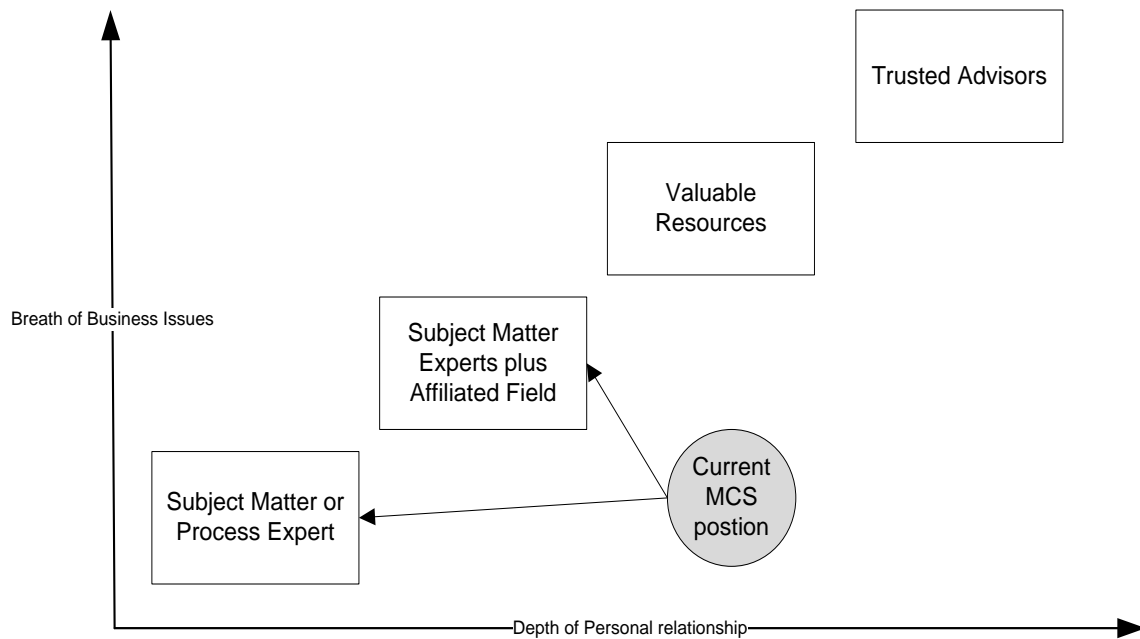 Trusted Advisors
Valuable
Resources
Breath of Business Issues
Subject Matter
Experts plus
Affiliated Field
Subject Matter or
Process Expert
Current
MCS
postion
Depth of Personal relationship